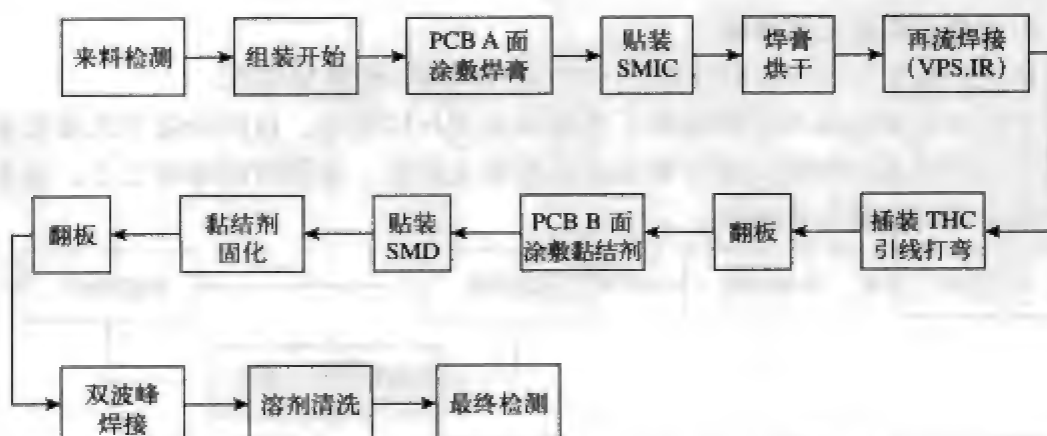 来料检测
组装开始
PCB A 面
涂敷焊膏
贴装
SMIC
焊膏
烘干
再流焊接
(VPS.IR)
插装 THC
引线打弯
翻板
PCB B 面
涂敷黏结剂
贴装
SMD
黏结剂
固化
翻板
双波峰
焊接
溶剂清洗
最终检测